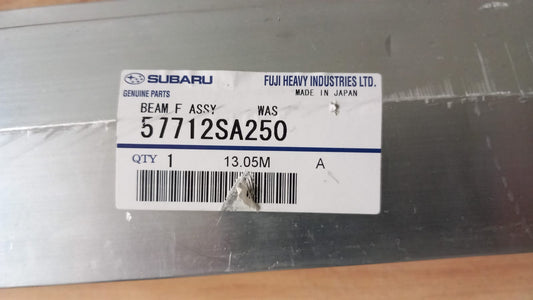 SUBARU FUJI HEAVY INDUSTRIES LTD.
GENUINE PARTS MADE IN JAPAN
BEAM F ASSY WAS
57712SA250
QTY 1 13.05M A